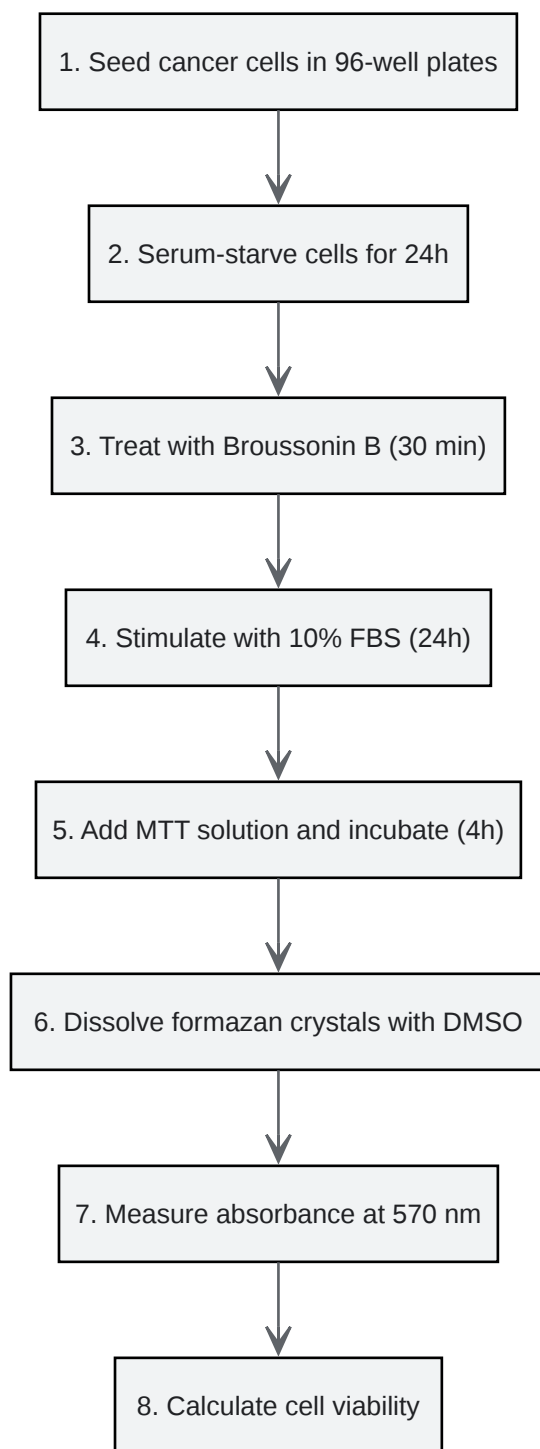 1. Seed cancer cells in 96-well plates
2. Serum-starve cells for 24h
3. Treat with Broussonin B (30 min)
4. Stimulate with 10% FBS (24h)
5. Add MTT solution and incubate (4h)
6. Dissolve formazan crystals with DMSO
7. Measure absorbance at 570 nm
8. Calculate cell viability